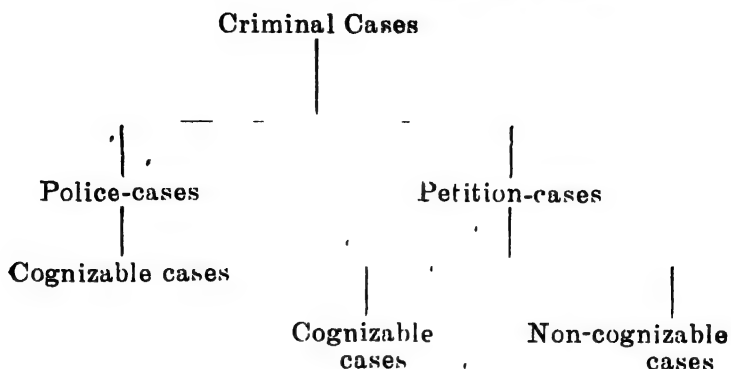 Criminal Cases
Police-cases
Petition-cases
Cognizable cases
Cognizable
cases
Non-cognizable
cases